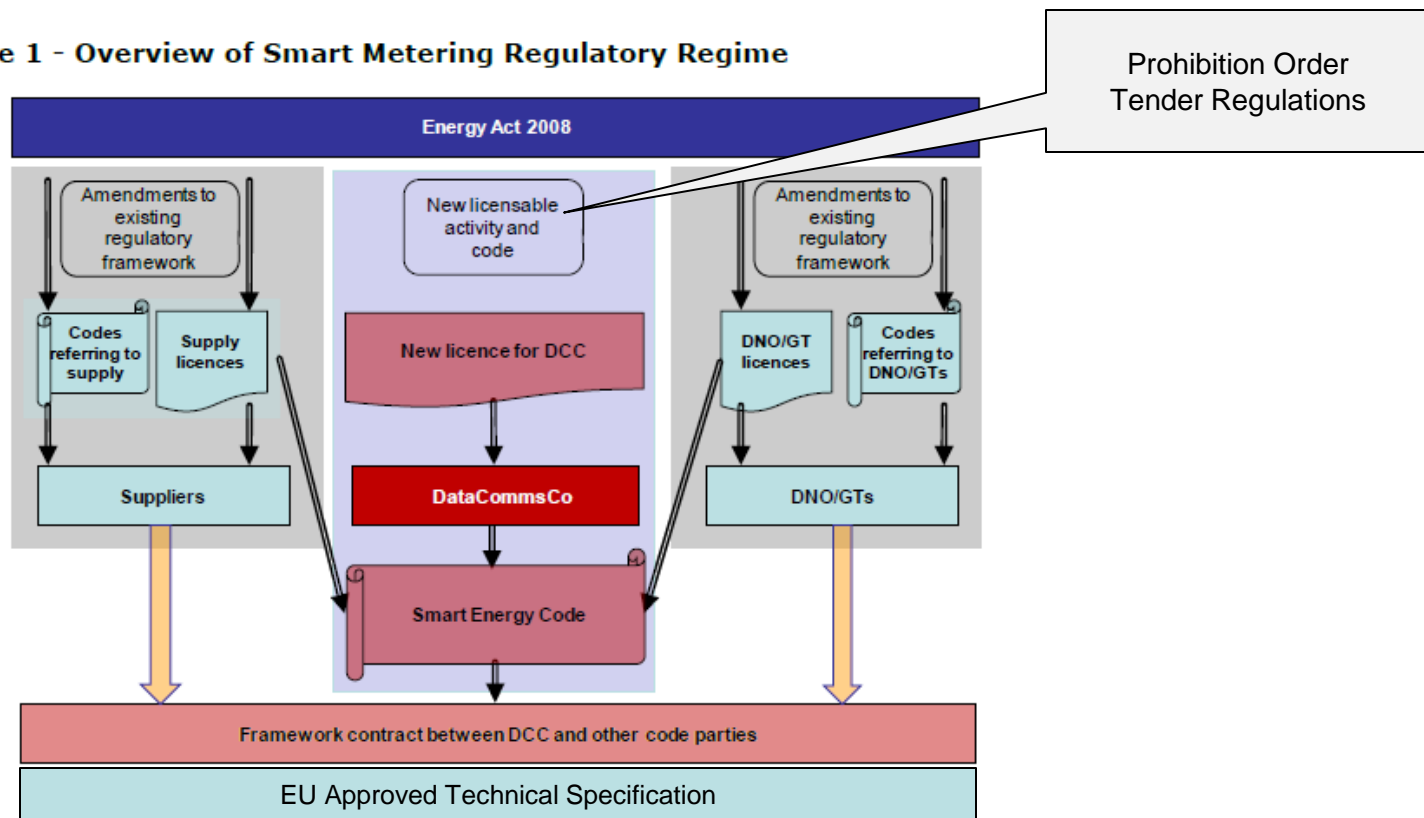 e 1 - Overview of Smart Metering Regulatory Regime
Prohibition Order
Tender Regulations
Energy Act 2008
Amendments to
existing
regulatory
framework
New licensable
activity and
code
Amendments to
existing
regulatory
framework
Codes
referring to
supply
Supply
licences
New licence for DCC
DNO/GT
licences
Codes
referring to
DNO/GTs
Suppliers
DataCommsCo
DNO/GTs
Smart Energy Code
Framework contract between DCC and other code parties
EU Approved Technical Specification